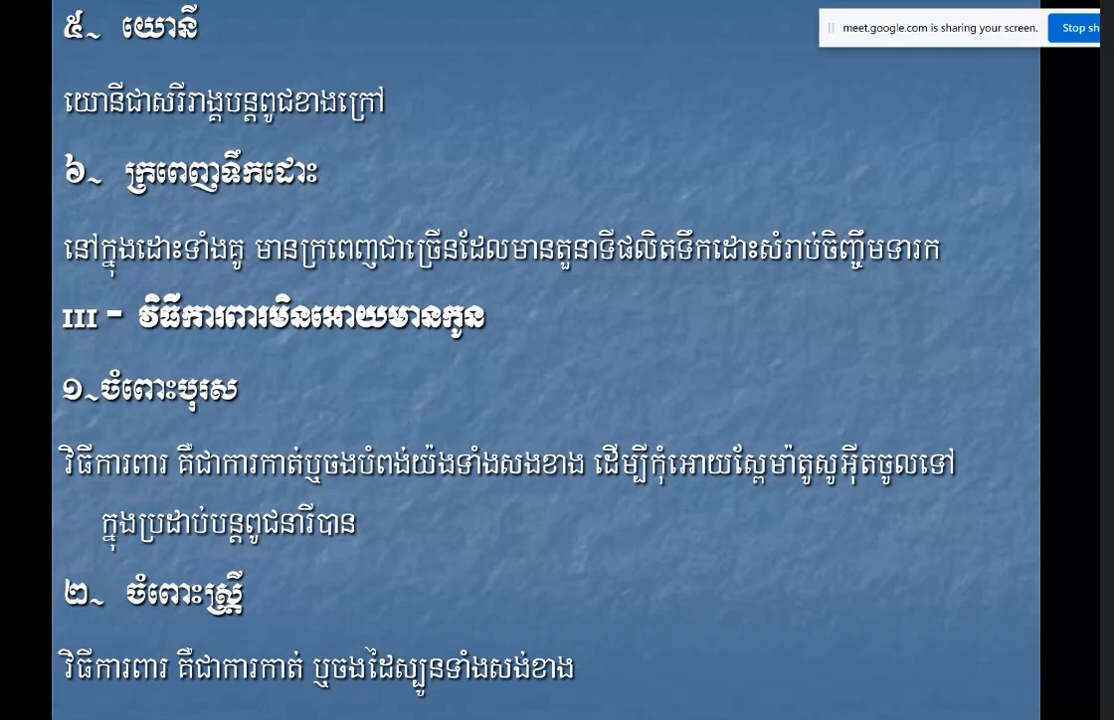 ៥~ យោនី
meet.google.com is sharing your screen.
Stop sh
យោនីជាសរីរាង្គបន្តពូជខាងក្រៅ
៦~ ក្រពេញទឹកដោះ
នៅក្នុងដោះទាំងគូ មានក្រពេញជាច្រើនដែលមានតួនាទីផលិតទឹកដោះសំរាប់ចិញ្ចឹមទារក
III - វិធីការពារមិនអោយមានកូន
១~ចំពោះបុរស
វិធីការពារ គឺជាការកាត់ឬចងបំពង់យ៉ងទាំងសងខាង ដើម្បីកុំអោយស្ពែម៉ាតូសូអ៊ីតចូលទៅ
ក្នុងប្រដាប់បន្តពូជនារីបាន
២~ ចំពោះស្ត្រី
វិធីការពារ គឺជាការកាត់ ឬចងដៃស្បូនទាំងសង់ខាង